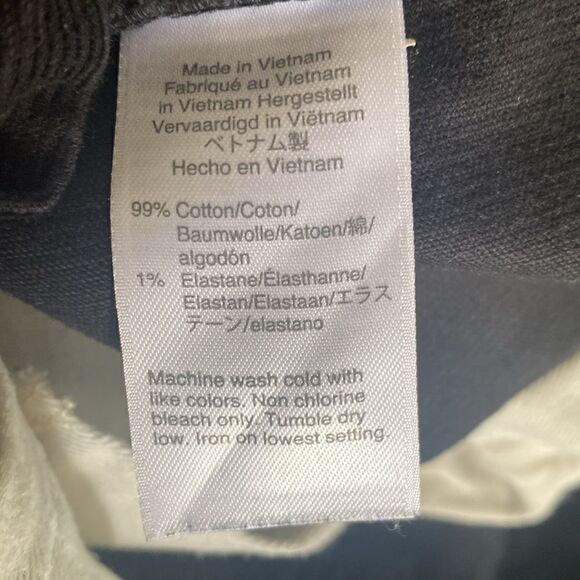 Made in Vietnam
Fabriqué au Vietnam
in Vietnam Hergestellt
Vervaardigd in Viëtnam
ベトナム製
Hecho en Vietnam
99% Cotton/Coton/
Baumwolle/Katoen/綿/
algodón
1% Elastane/Élasthanne/
Elastan/Elastaan/エラス
テーン/elastano
Machine wash cold with
like colors. Non chlorine
bleach only. Tumble dry
low. Iron on lowest setting.